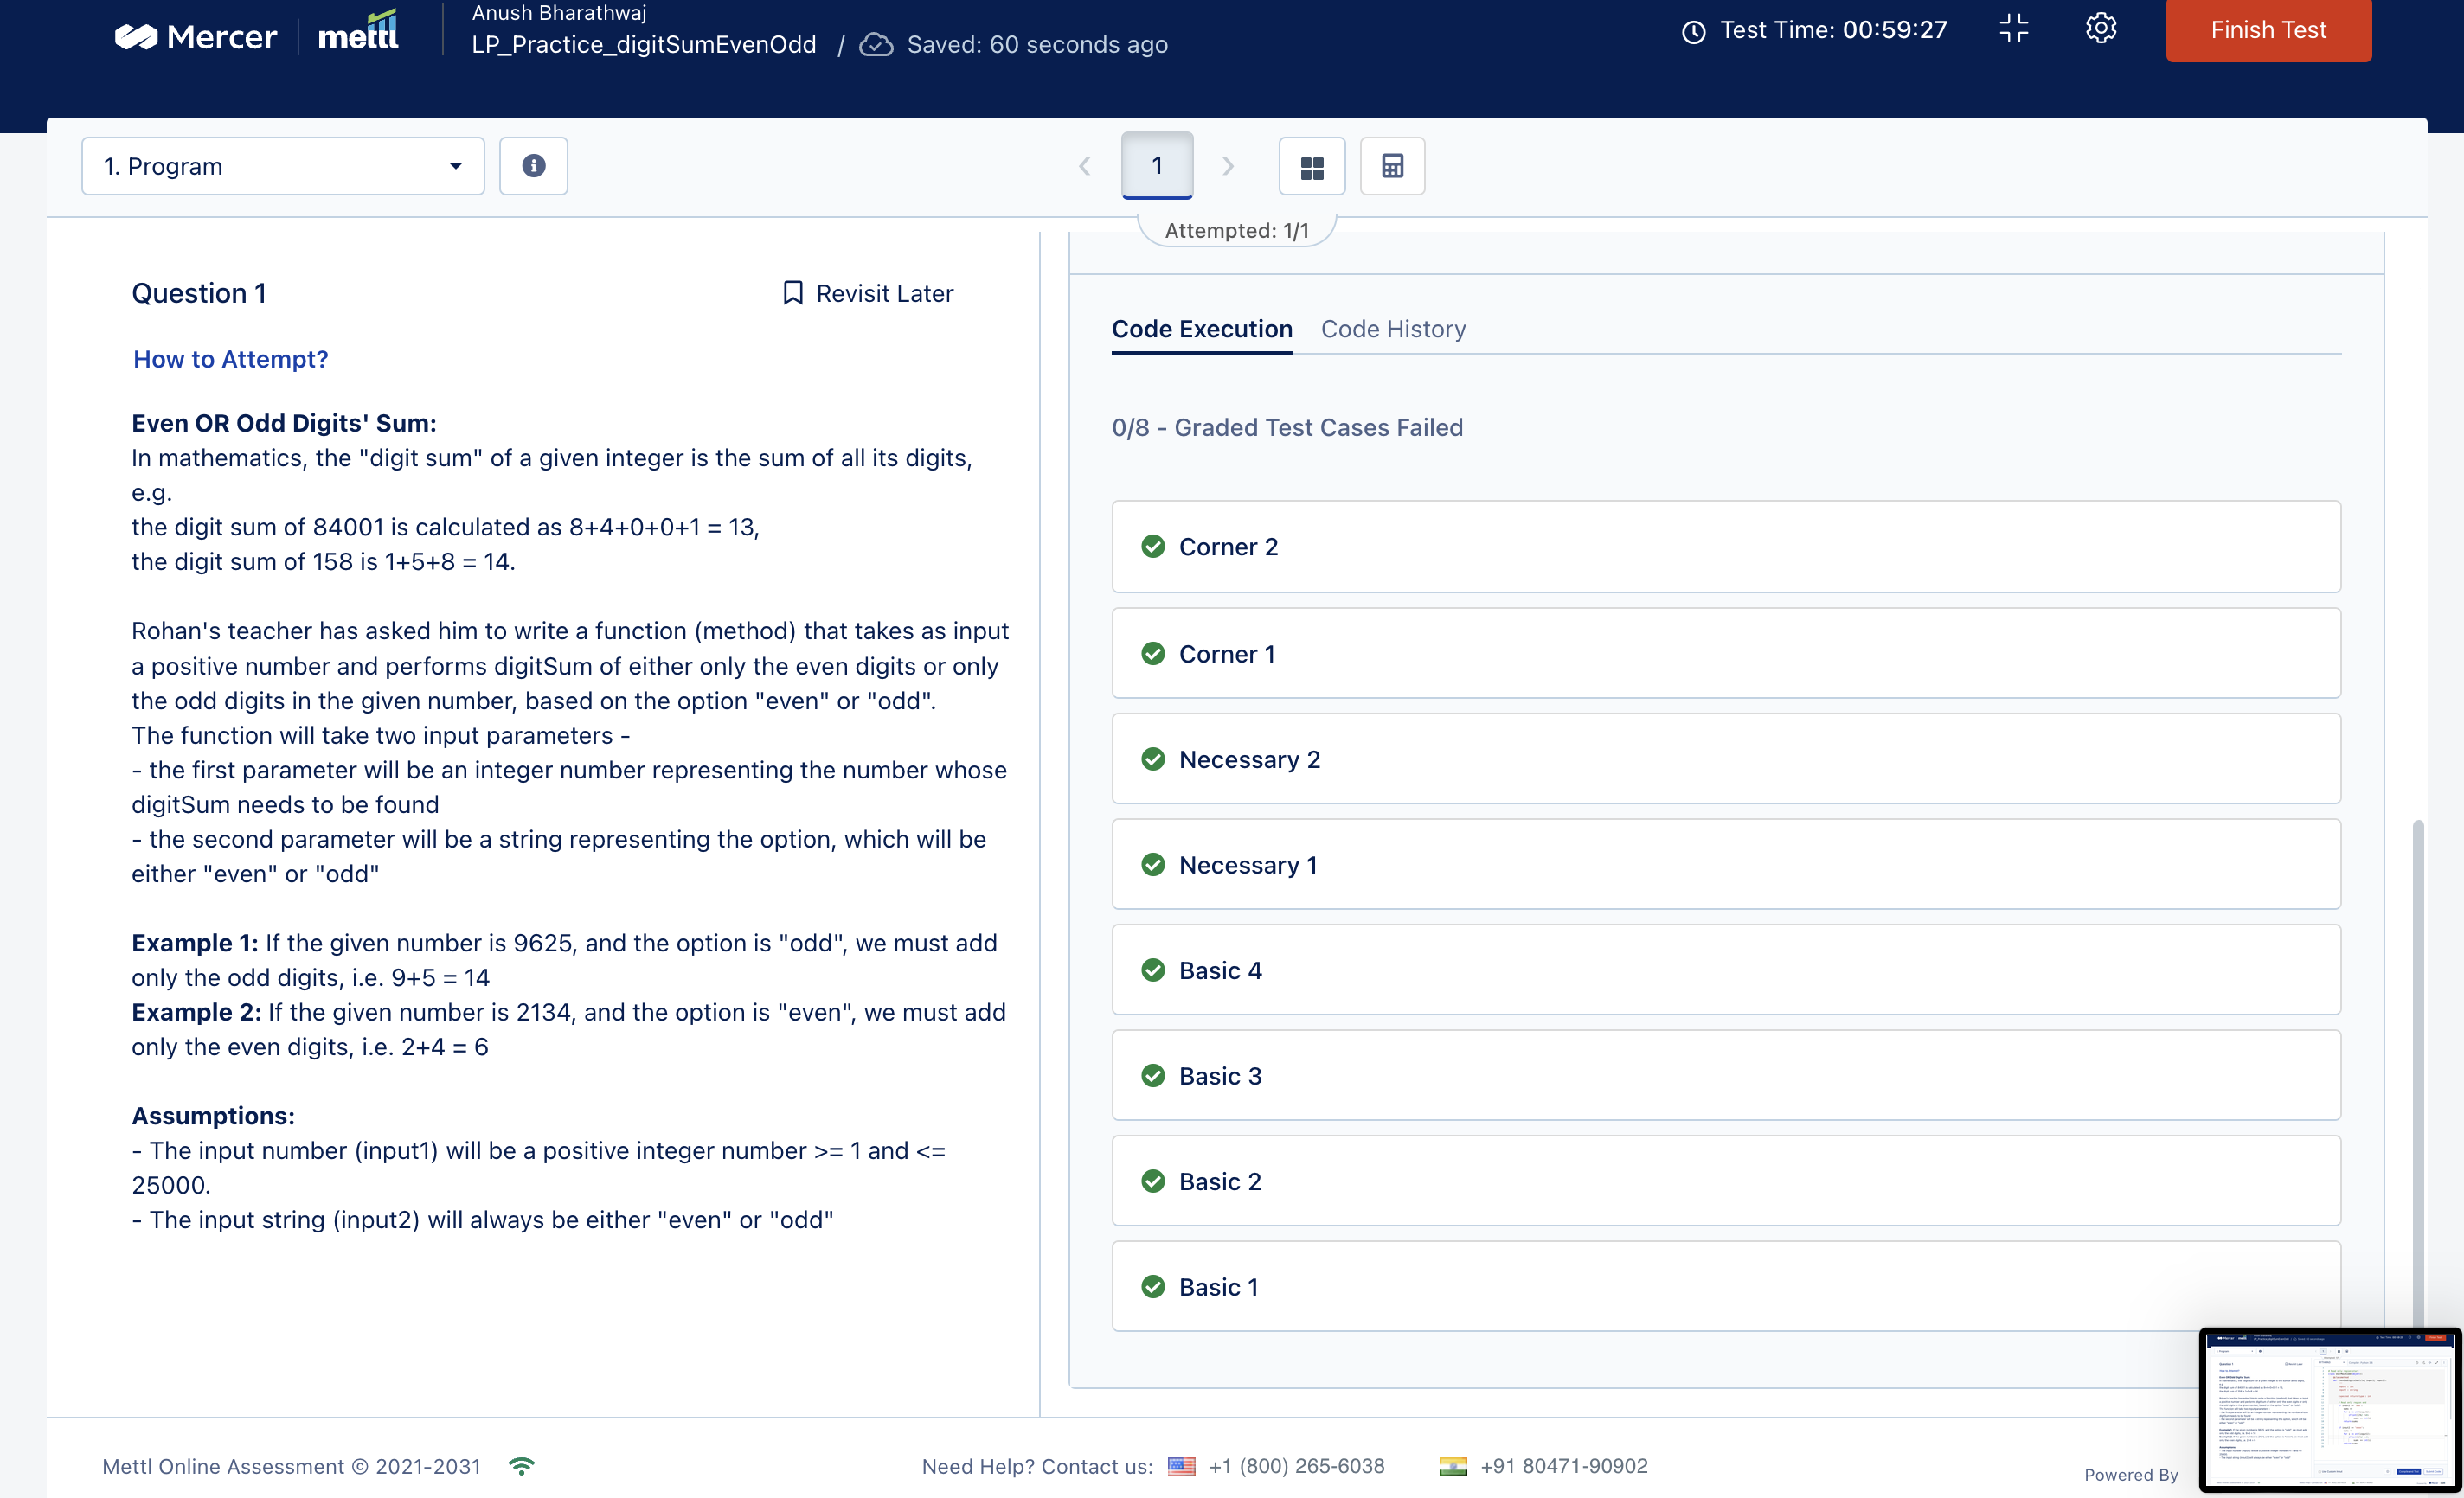 Mercer mettl
Anush Bharathwaj
LP_Practice_digitSumEvenOdd / Saved: 60 seconds ago
Test Time: 00:59:27
Finish Test
1. Program
1
Attempted: 1/1
Question 1
Revisit Later
How to Attempt?
Even OR Odd Digits' Sum:
In mathematics, the "digit sum" of a given integer is the sum of all its digits,
e.g.
the digit sum of 84001 is calculated as 8+4+0+0+1 = 13,
the digit sum of 158 is 1+5+8 = 14.
Rohan's teacher has asked him to write a function (method) that takes as input
a positive number and performs digitSum of either only the even digits or only
the odd digits in the given number, based on the option "even" or "odd".
The function will take two input parameters -
- the first parameter will be an integer number representing the number whose
digitSum needs to be found
- the second parameter will be a string representing the option, which will be
either "even" or "odd"
Example 1: If the given number is 9625, and the option is "odd", we must add
only the odd digits, i.e. 9+5 = 14
Example 2: If the given number is 2134, and the option is "even", we must add
only the even digits, i.e. 2+4 = 6
Assumptions:
- The input number (input1) will be a positive integer number >= 1 and <=
25000.
- The input string (input2) will always be either "even" or "odd"
Code Execution
Code History
0/8 - Graded Test Cases Failed
Corner 2
Corner 1
Necessary 2
Necessary 1
Basic 4
Basic 3
Basic 2
Basic 1
Mettl Online Assessment © 2021-2031
Need Help? Contact us: +1 (800) 265-6038 +91 80471-90902
Powered By